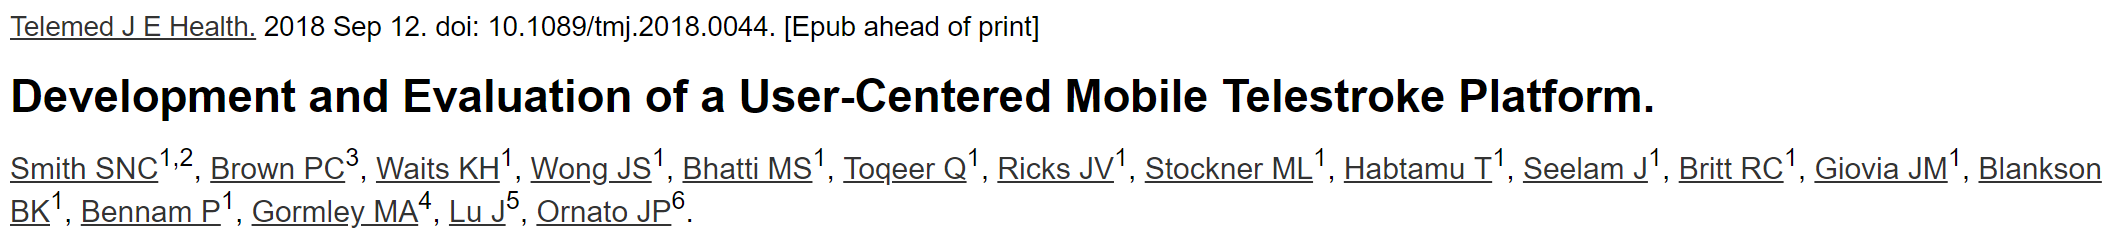 Telemed J E Health. 2018 Sep 12. doi: 10.1089/tmj.2018.0044. [Epub ahead of print]
Development and Evaluation of a User-Centered Mobile Telestroke Platform.
Smith SNC1,2, Brown PC3, Waits KH1, Wong JS1, Bhatti MS1, Toqeer Q1, Ricks JV1, Stockner ML1, Habtamu T1, Seelam J1, Britt RC1, Giovia JM1, Blankson
BK1, Bennam P1, Gormley MA4, Lu J5, Ornato JP6.